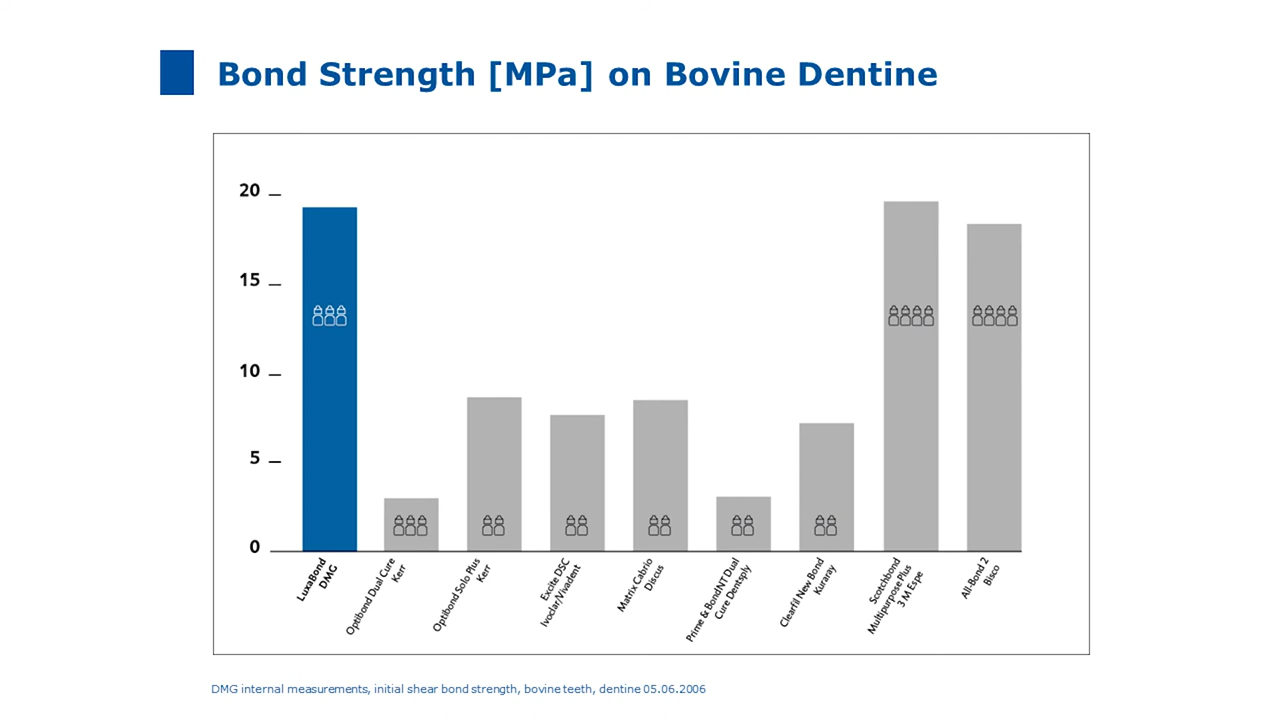 Bond Strength [MPa] on Bovine Dentine
20
15
10
5
0
LuxaBond
DMG
Optibond Dual Cure
Kerr
Optibond Solo Plus
Kerr
Excite DSC
Ivoclar/Vivadent
Matrix Cabrio
Discus
Prime & BondNT Dual
Cure Dentsply
Clearfil New Bond
Kuraray
Scotchbond
Multipurpose Plus
3 M Espe
All-Bond 2
Bisco
DMG internal measurements, initial shear bond strength, bovine teeth, dentine 05.06.2006